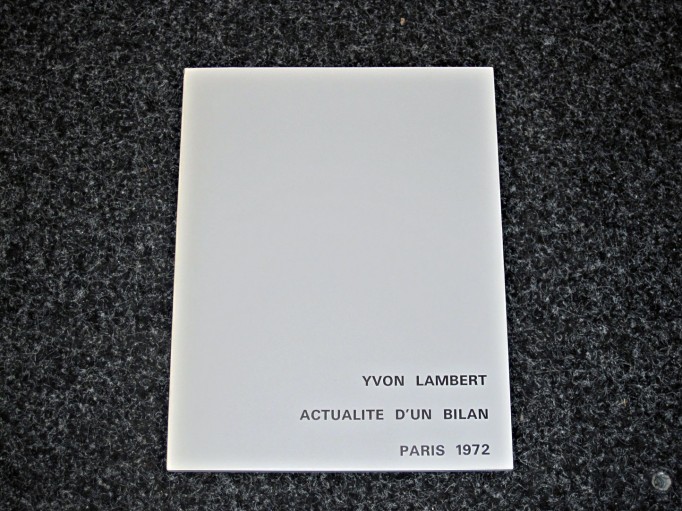 YVON LAMBERT
ACTUALITE D'UN BILAN
PARIS 1972